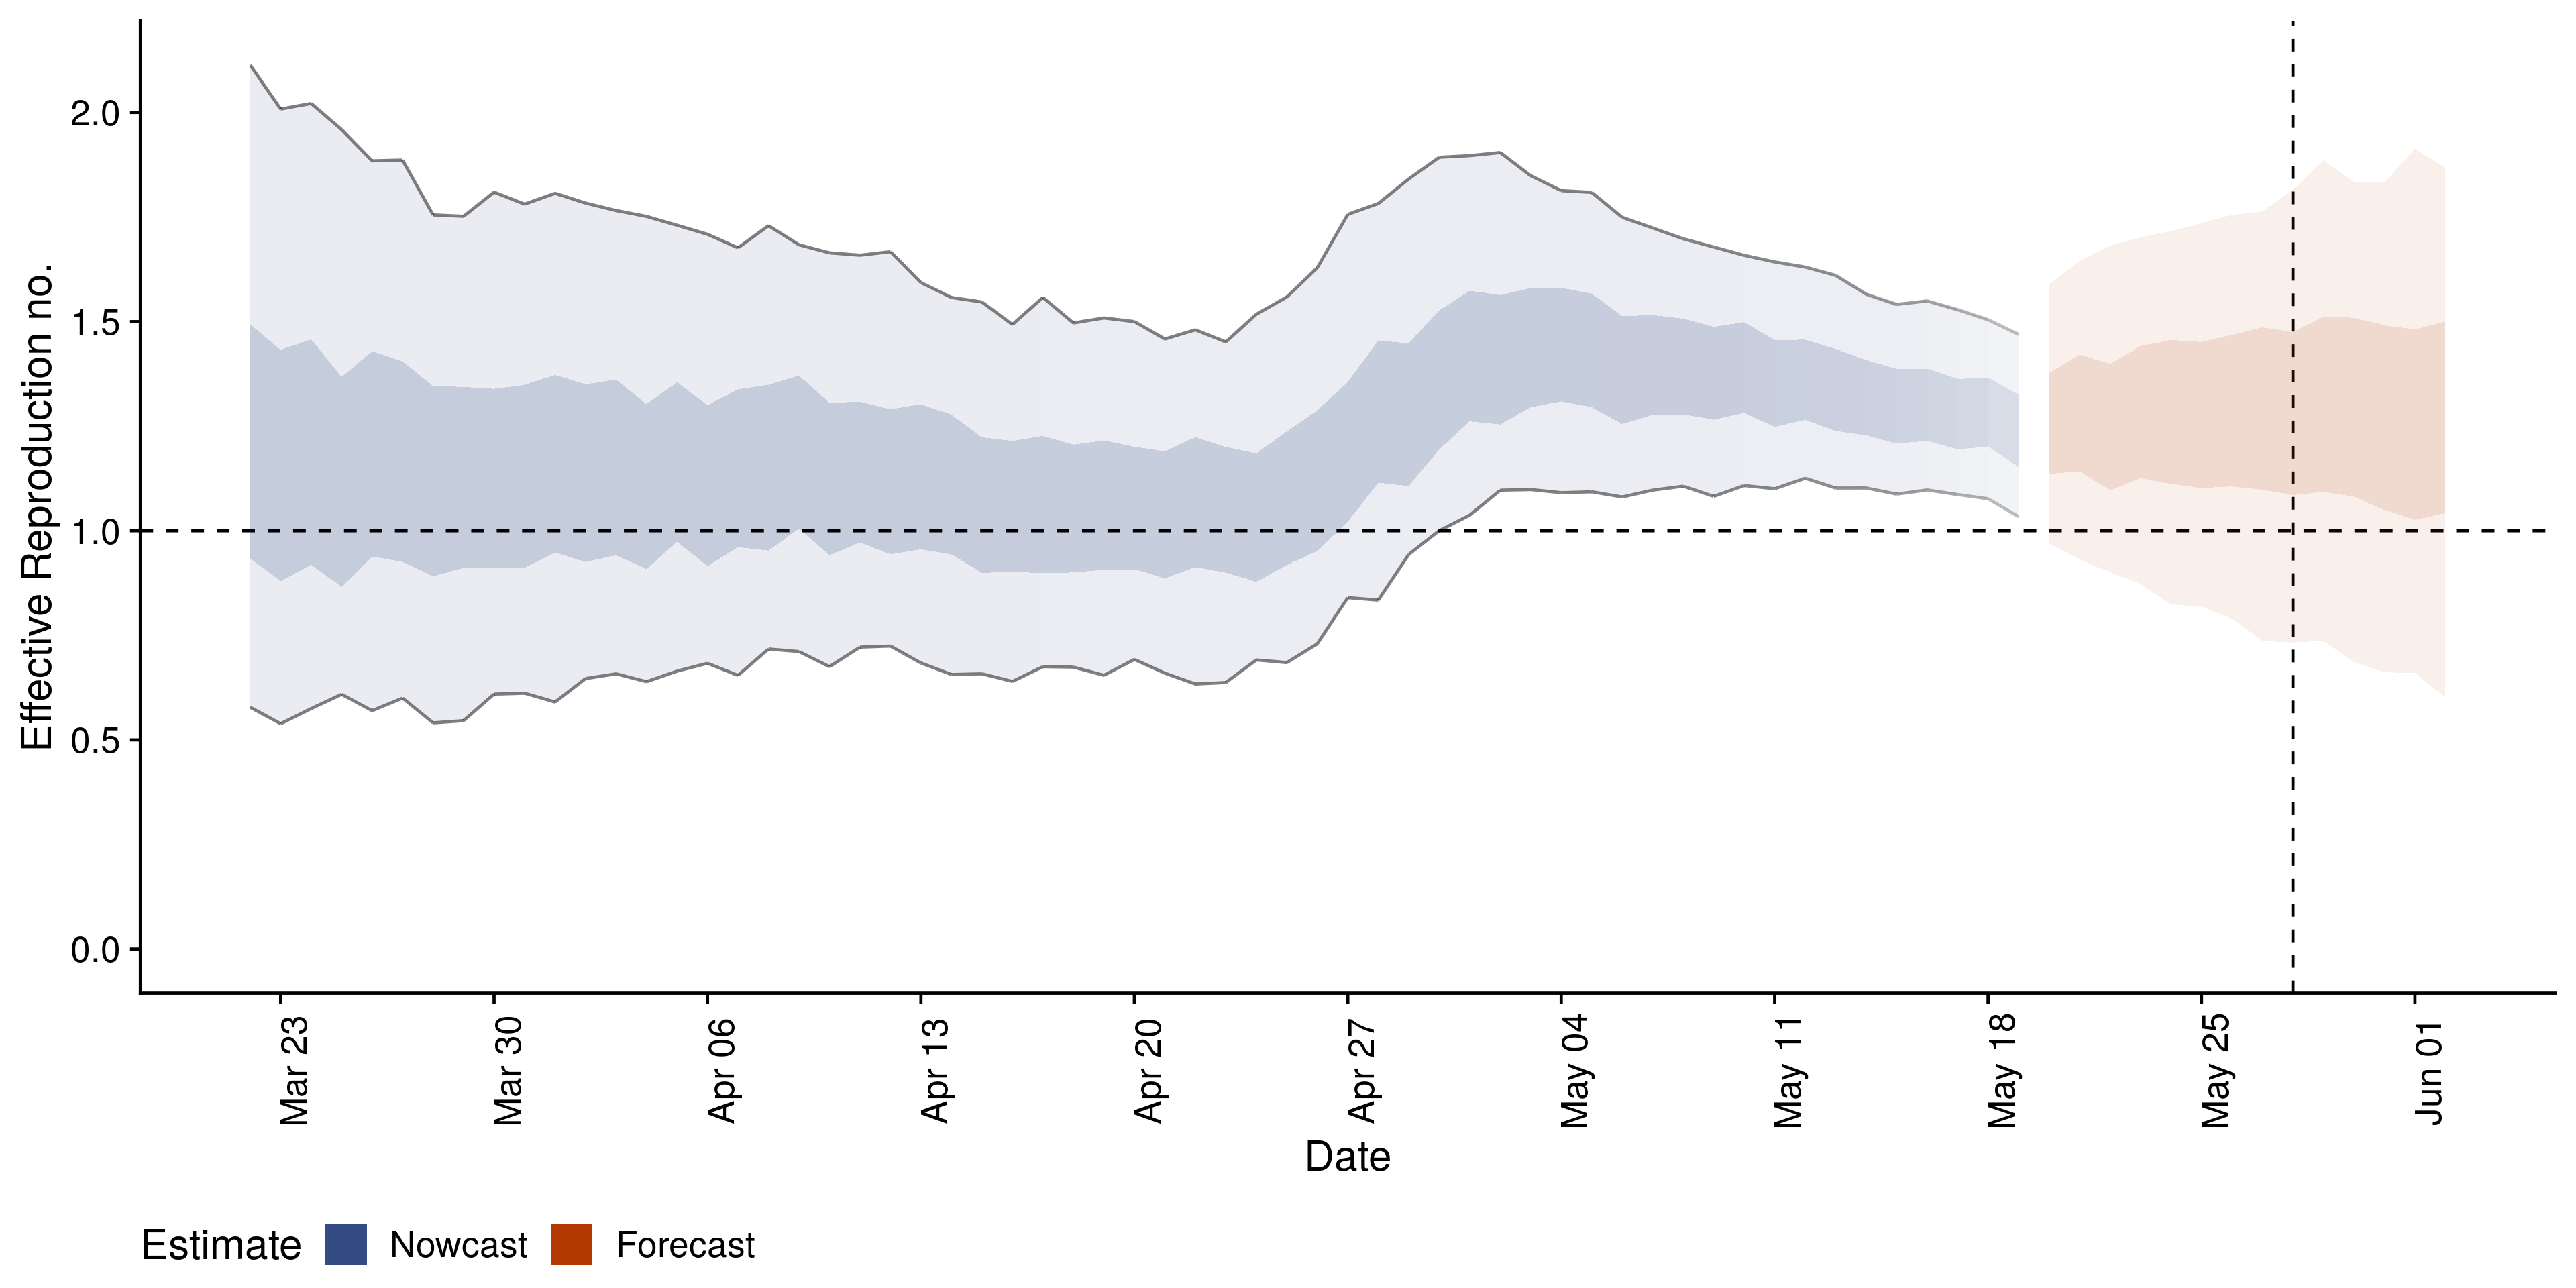 Effective Reproduction no.
2.0
1.5
1.0
0.5
0.0
Mar 23
Mar 30
Apr 06
Apr 13
Apr 20
Apr 27
May 04
May 11
May 18
May 25
Jun 01
Date
Estimate Nowcast Forecast